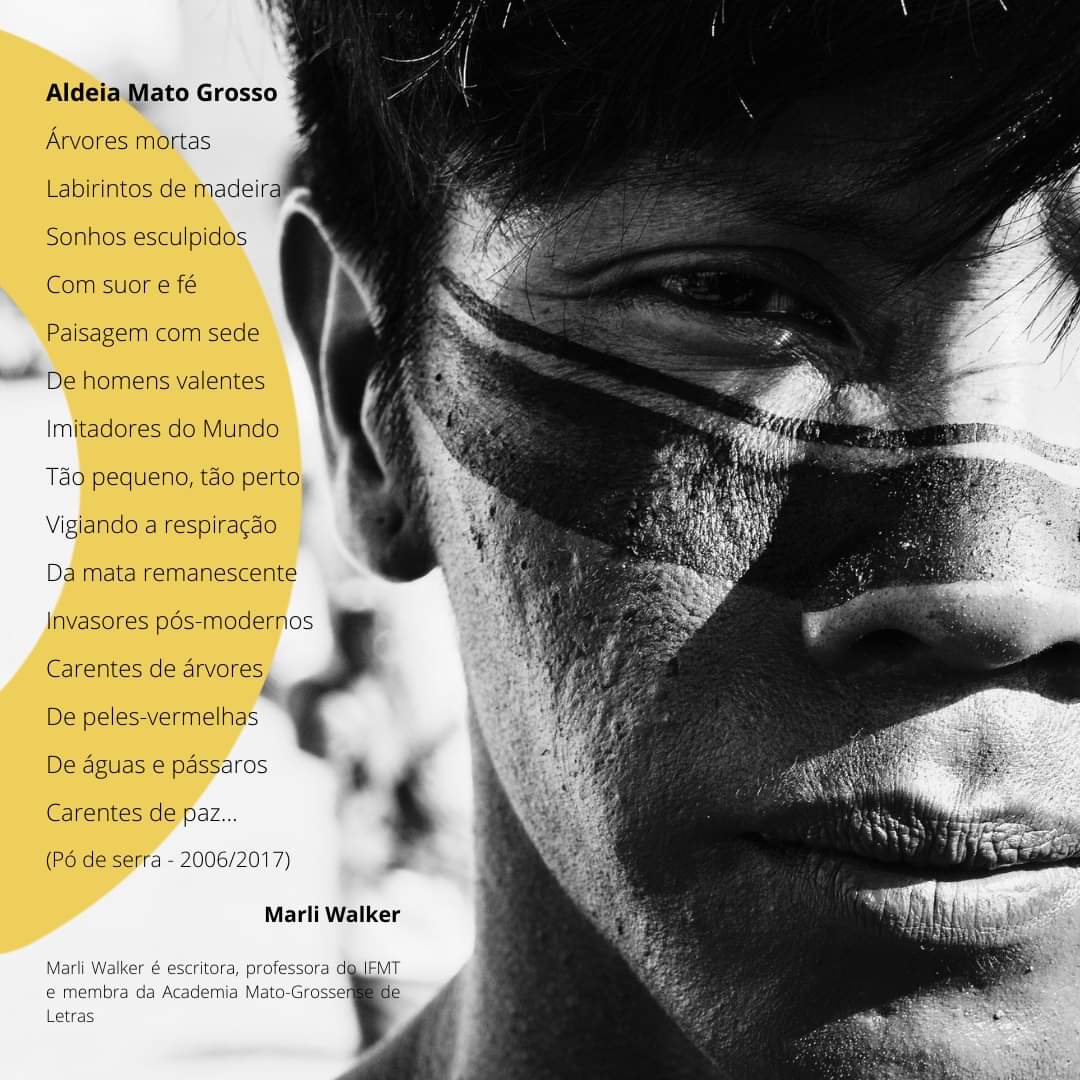 Aldeia Mato Grosso
Árvores mortas
Labirintos de madeira
Sonhos esculpidos
Com suor e fé
Paisagem com sede
De homens valentes
Imitadores do Mundo
Tão pequeno, tão perto
Vigiando a respiração
Da mata remanescente
Invasores pós-modernos
Carentes de árvores
De peles-vermelhas
De águas e pássaros
Carentes de paz...
(Pó de serra - 2006/2017)
Marli Walker
Marli Walker é escritora, professora do IFMT
e membra da Academia Mato-Grossense de
Letras